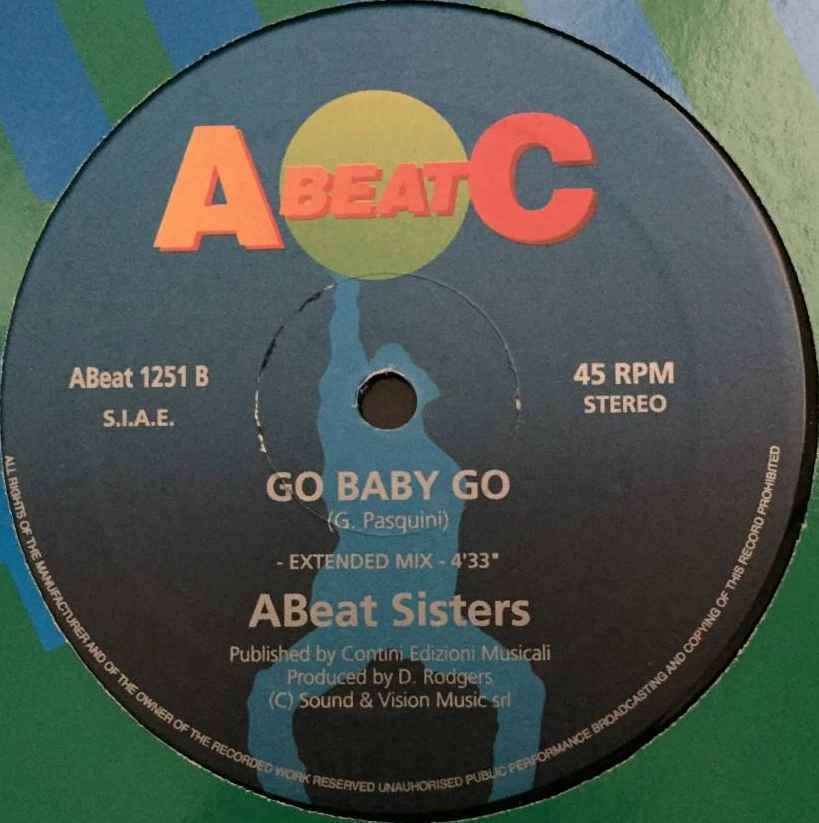 A BEAT C
ABeat 1251 B
S.I.A.E.
45 RPM
STEREO
GO BABY GO
(G. Pasquini)
- EXTENDED MIX - 4'33"
ABeat Sisters
Published by Contini Edizioni Musicali
Produced by D. Rodgers
(C) Sound & Vision Music srl
ALL RIGHTS OF THE MANUFACTURER AND OF THE OWNER OF THE RECORDED WORK RESERVED UNAUHORISED PUBLIC PERFORMANCE BROADCASTING AND COPYING OF THIS RECORD PROHIBITED